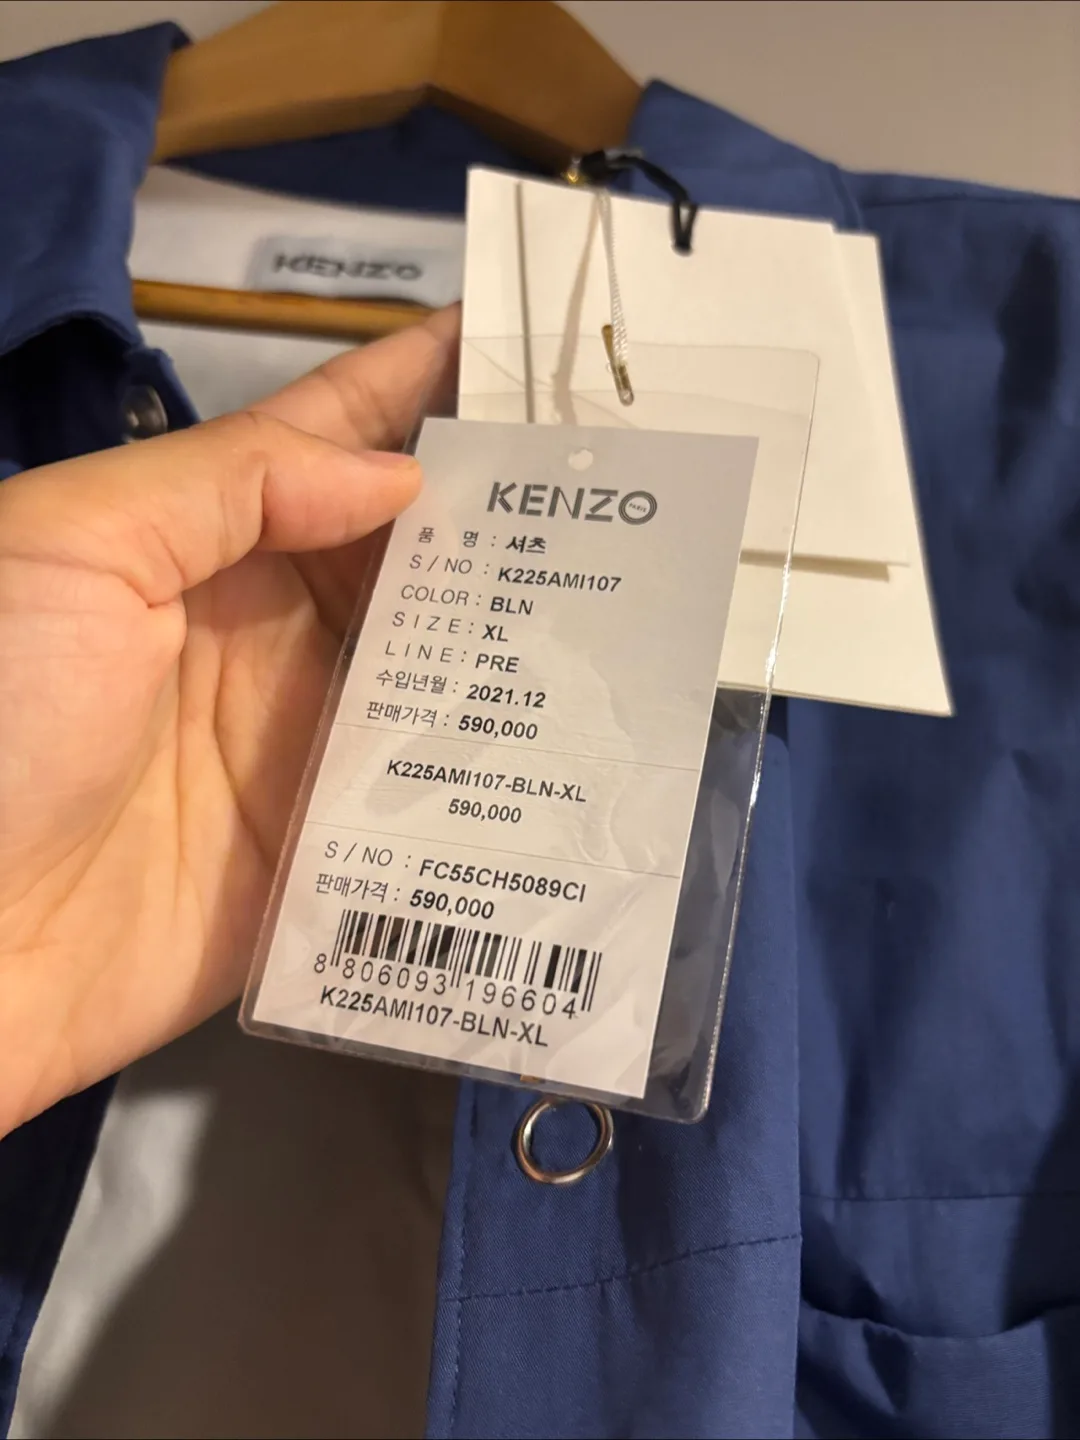 KENZO
KENZO PARIS
품 명 : 셔츠
S / NO : K225AMI107
COLOR : BLN
S I Z E : XL
L I N E : PRE
수입년월 : 2021.12
판매가격 : 590,000
K225AMI107-BLN-XL
590,000
S / NO : FC55CH5089CI
판매가격 : 590,000
8 806093 196604
K225AMI107-BLN-XL